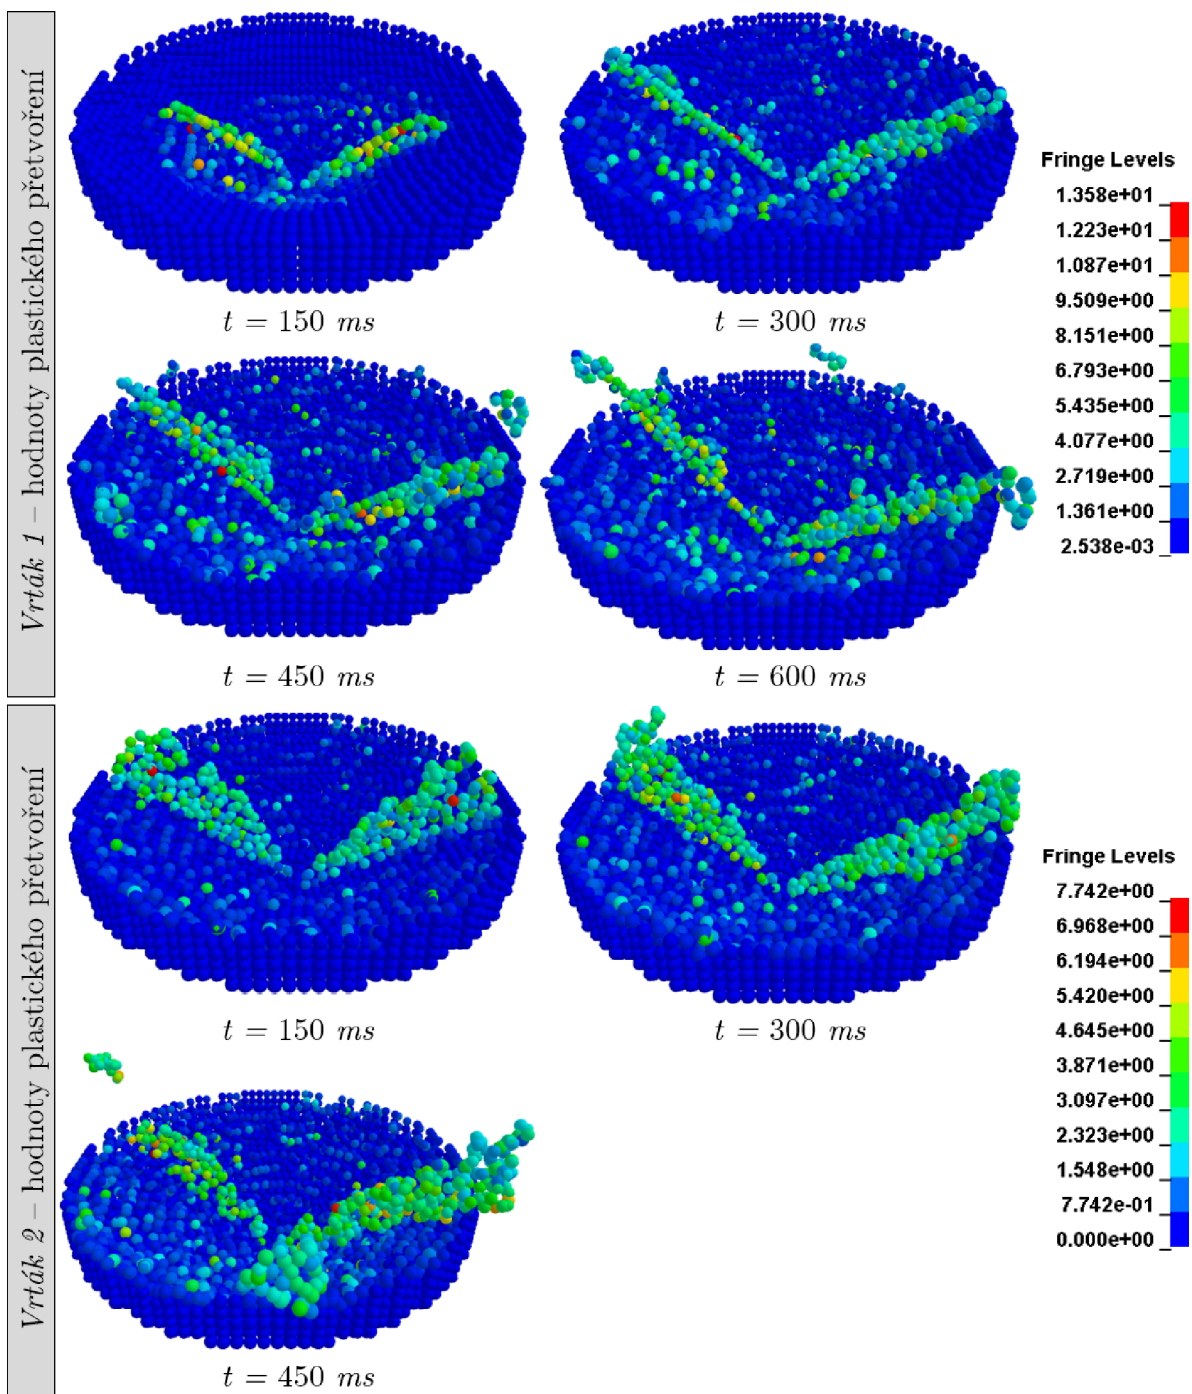 Vrták 1 – hodnoty plastického přetvoření
t = 150 ms
t = 300 ms
t = 450 ms
t = 600 ms
Fringe Levels
1.358e+01
1.223e+01
1.087e+01
9.509e+00
8.151e+00
6.793e+00
5.435e+00
4.077e+00
2.719e+00
1.361e+00
2.538e-03
Vrták 2 – hodnoty plastického přetvoření
t = 150 ms
t = 300 ms
t = 450 ms
Fringe Levels
7.742e+00
6.968e+00
6.194e+00
5.420e+00
4.645e+00
3.871e+00
3.097e+00
2.323e+00
1.548e+00
7.742e-01
0.000e+00